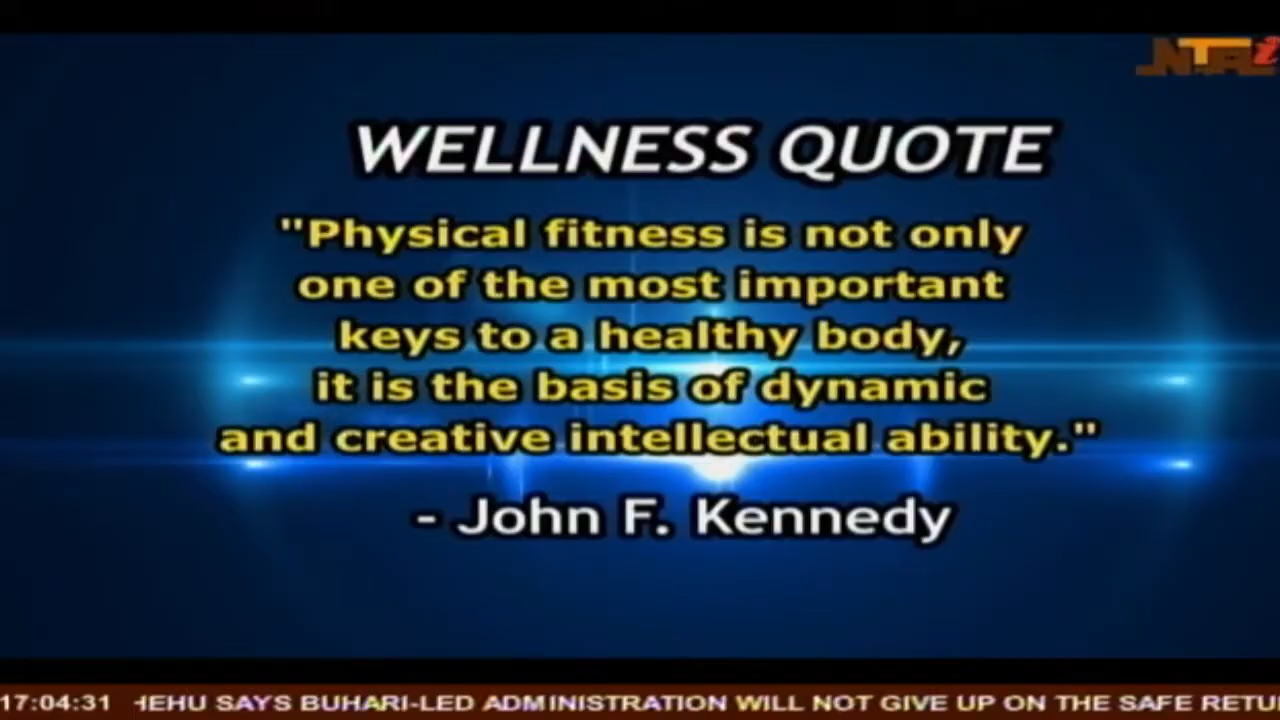 WELLNESS QUOTE
"Physical fitness is not only
one of the most important
keys to a healthy body,
it is the basis of dynamic
and creative intellectual ability."
- John F. Kennedy
17:04:31 SAYS BUHARI-LED ADMINISTRATION WILL NOT GIVE UP ON THE SAFE